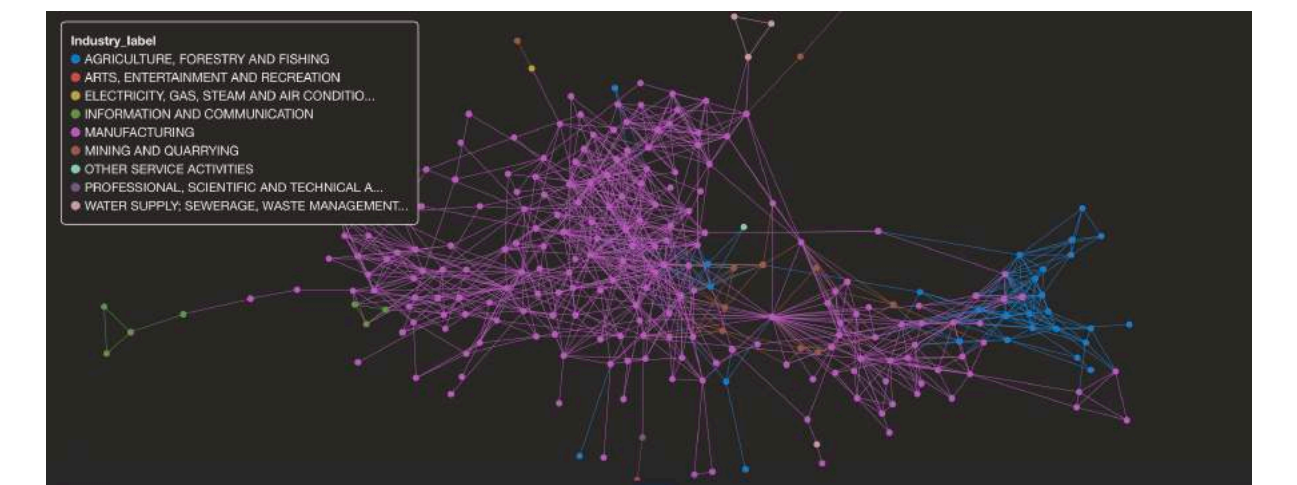 Industry_label
AGRICULTURE, FORESTRY AND FISHING
ARTS, ENTERTAINMENT AND RECREATION
ELECTRICITY, GAS, STEAM AND AIR CONDITIO...
INFORMATION AND COMMUNICATION
MANUFACTURING
MINING AND QUARRYING
OTHER SERVICE ACTIVITIES
PROFESSIONAL, SCIENTIFIC AND TECHNICAL A...
WATER SUPPLY; SEWERAGE, WASTE MANAGEMENT...